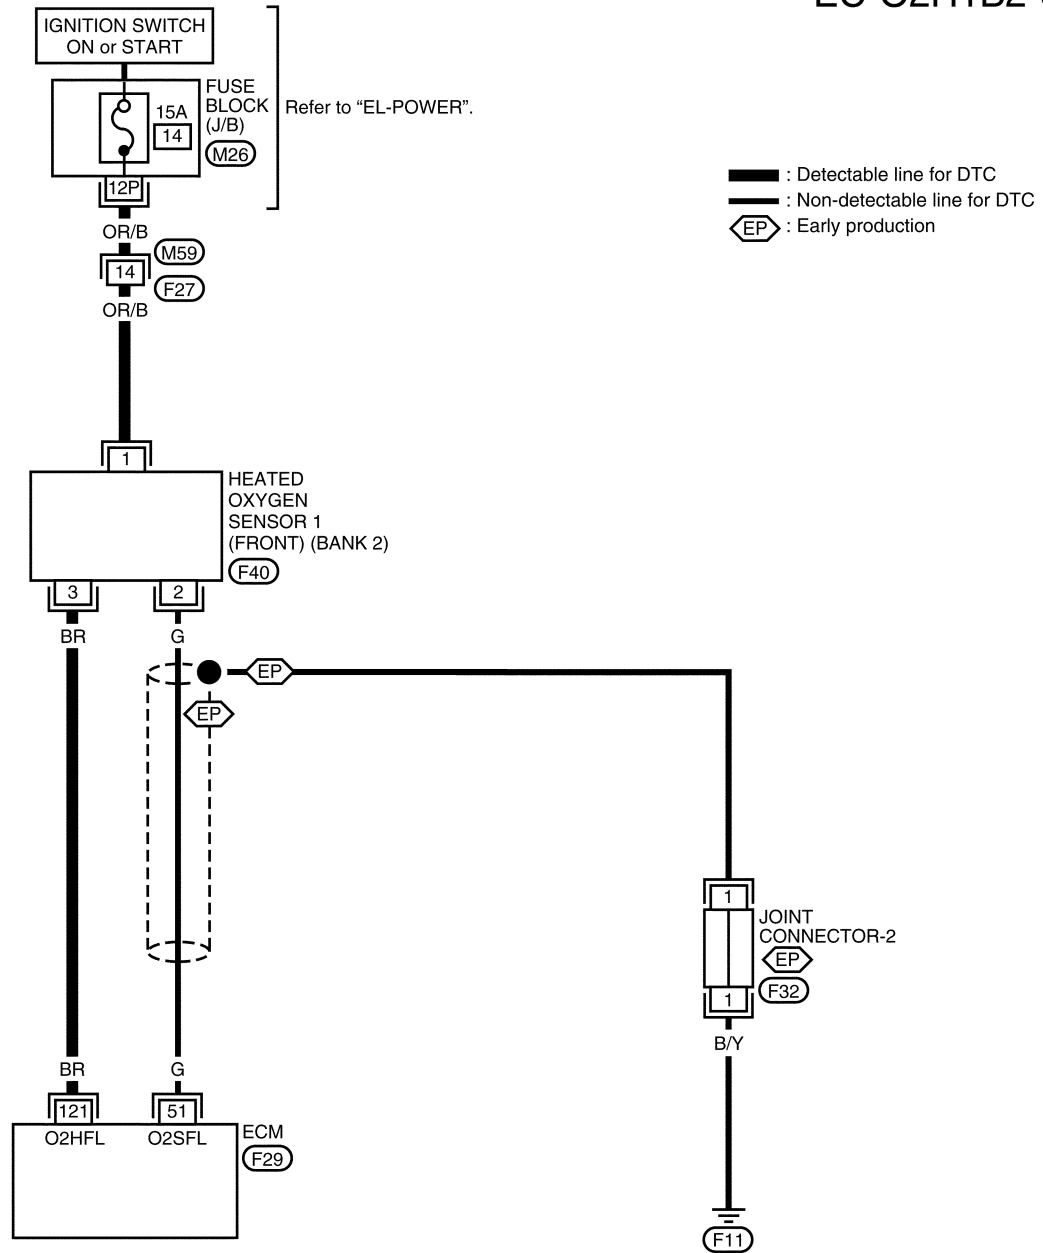 IGNITION SWITCH
ON or START
FUSE
BLOCK
(J/B)
M26
15A
14
Refer to “EL-POWER”.
12P
OR/B
M59
14
F27
OR/B
: Detectable line for DTC
: Non-detectable line for DTC
EP : Early production
1
HEATED
OXYGEN
SENSOR 1
(FRONT) (BANK 2)
F40
3
2
BR
G
EP
EP
1
JOINT
CONNECTOR-2
EP
F32
1
B/Y
BR
G
121
51
O2HFL
O2SFL
ECM
F29
F11